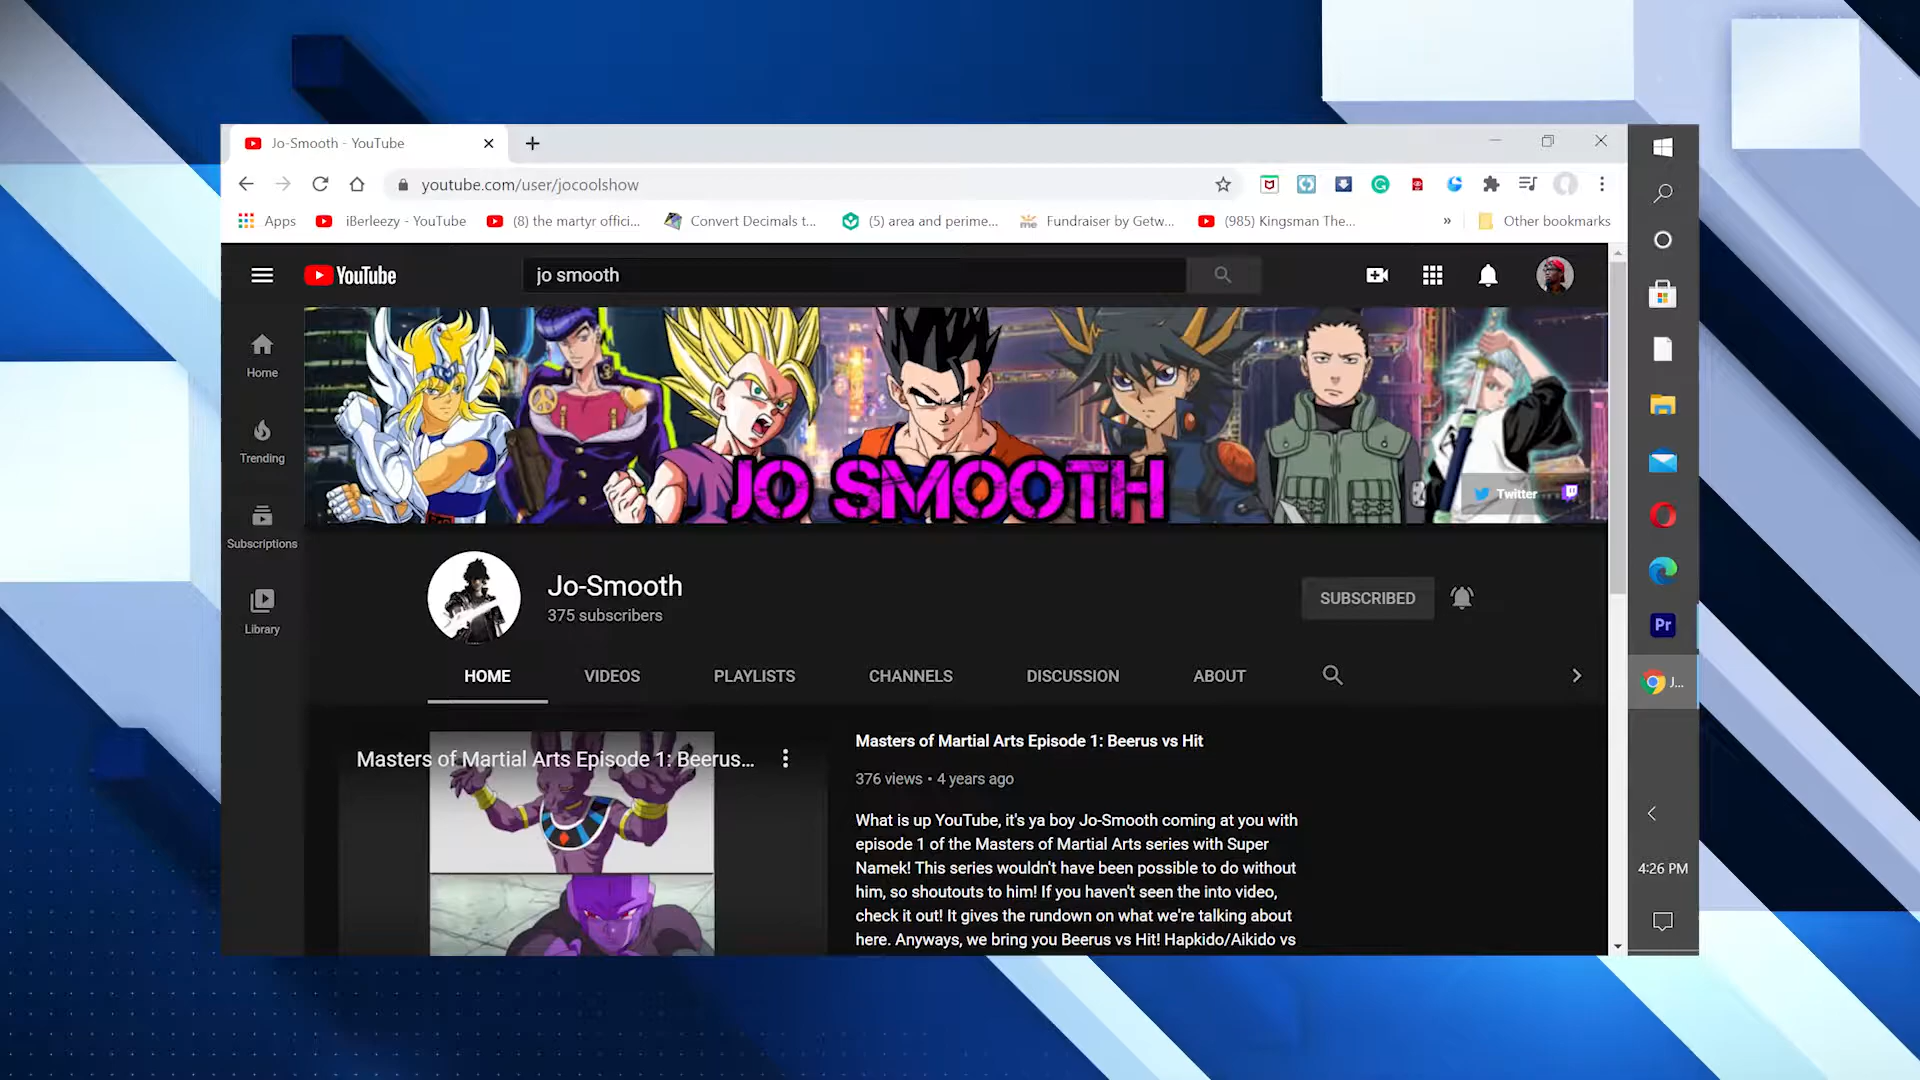 Jo-Smooth - YouTube
youtube.com/user/jocoolshow
Apps
iBerleezy - YouTube
(8) the martyr offici...
Convert Decimals t...
(5) area and perime...
me
Fundraiser by Getw...
(985) Kingsman The...
»
Other bookmarks
YouTube
jo smooth
Home
Trending
Subscriptions
Library
JO SMOOTH
Twitter
Jo-Smooth
375 subscribers
SUBSCRIBED
HOME
VIDEOS
PLAYLISTS
CHANNELS
DISCUSSION
ABOUT
Masters of Martial Arts Episode 1: Beerus...
Masters of Martial Arts Episode 1: Beerus vs Hit
376 views • 4 years ago
What is up YouTube, it's ya boy Jo-Smooth coming at you with
episode 1 of the Masters of Martial Arts series with Super
Namek! This series wouldn't have been possible to do without
him, so shoutouts to him! If you haven't seen the into video,
check it out! It gives the rundown on what we're talking about
here. Anyways, we bring you Beerus vs Hit! Hapkido/Aikido vs
Pr
J...
4:26 PM